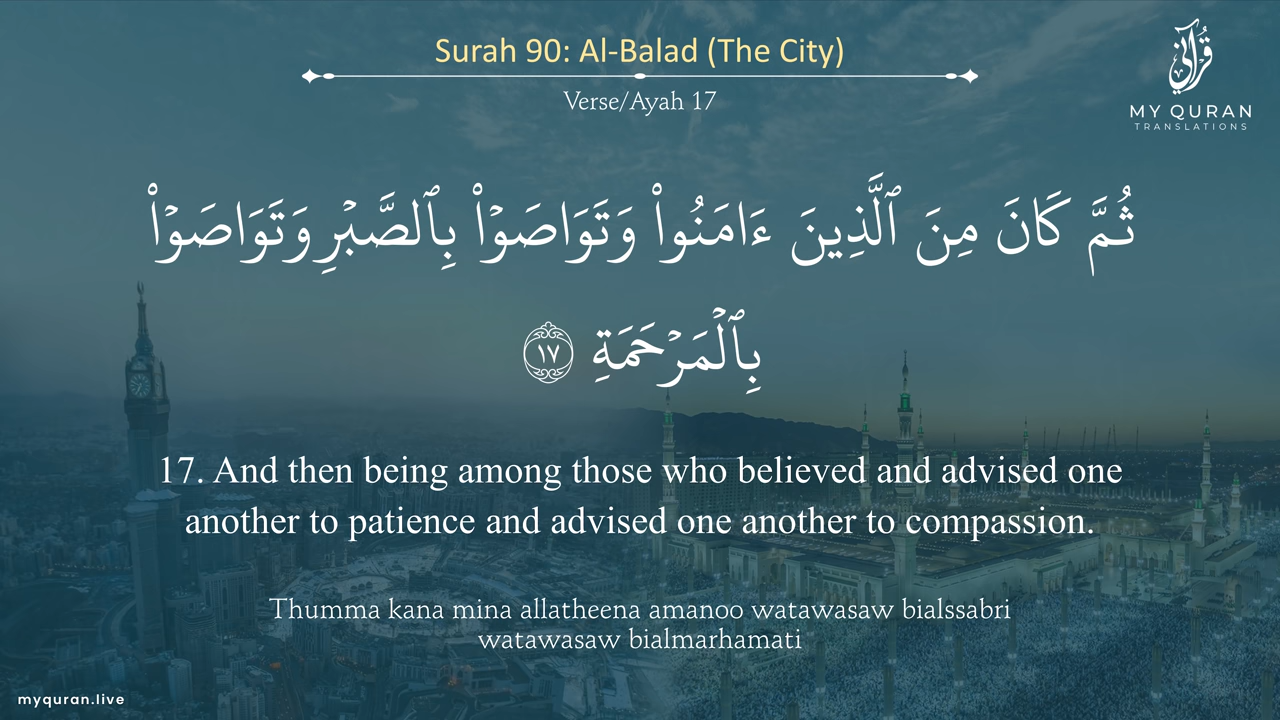 Surah 90: Al-Balad (The City)
Verse/Ayah 17
قرآني
MY QURAN
TRANSLATIONS
ثُمَّ كَانَ مِنَ ٱلَّذِينَ ءَامَنُوا۟ وَتَوَاصَوْا۟ بِٱلصَّبْرِ وَتَوَاصَوْا۟
بِٱلْمَرْحَمَةِ ١٧
17. And then being among those who believed and advised one
another to patience and advised one another to compassion.
Thumma kana mina allatheena amanoo watawasaw bialssabri
watawasaw bialmarhamati
myquran.live